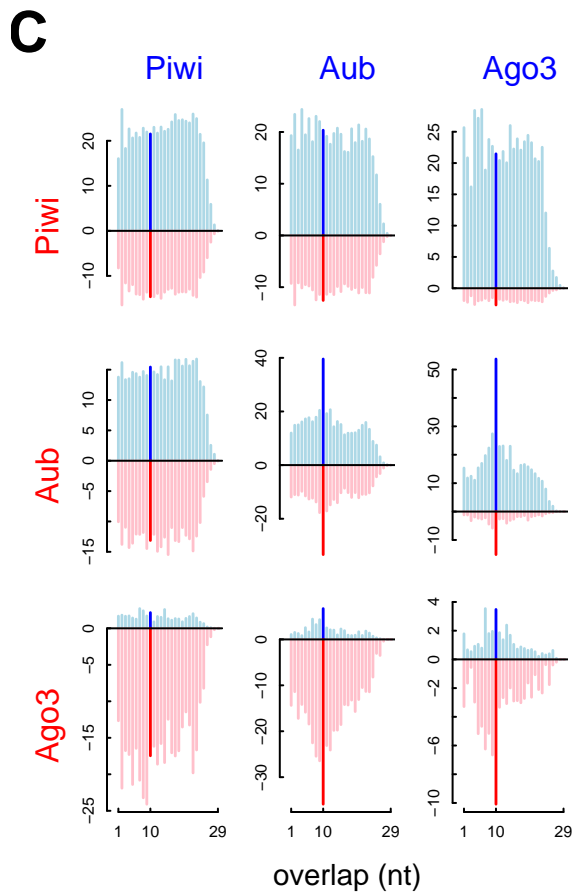 C
Piwi Aub Ago3
Piwi
20 10 0 −10
20 10 0 −10
25 20 15 10 5 0
Aub
15 10 5 0 −5 −15
40 20 0 −20
50 30 10 −10
Ago3
0 −5 −15 −25
0 −10 −20 −30
4 2 0 −2 −6 −10
1 10 29 1 10 29 1 10 29
overlap (nt)